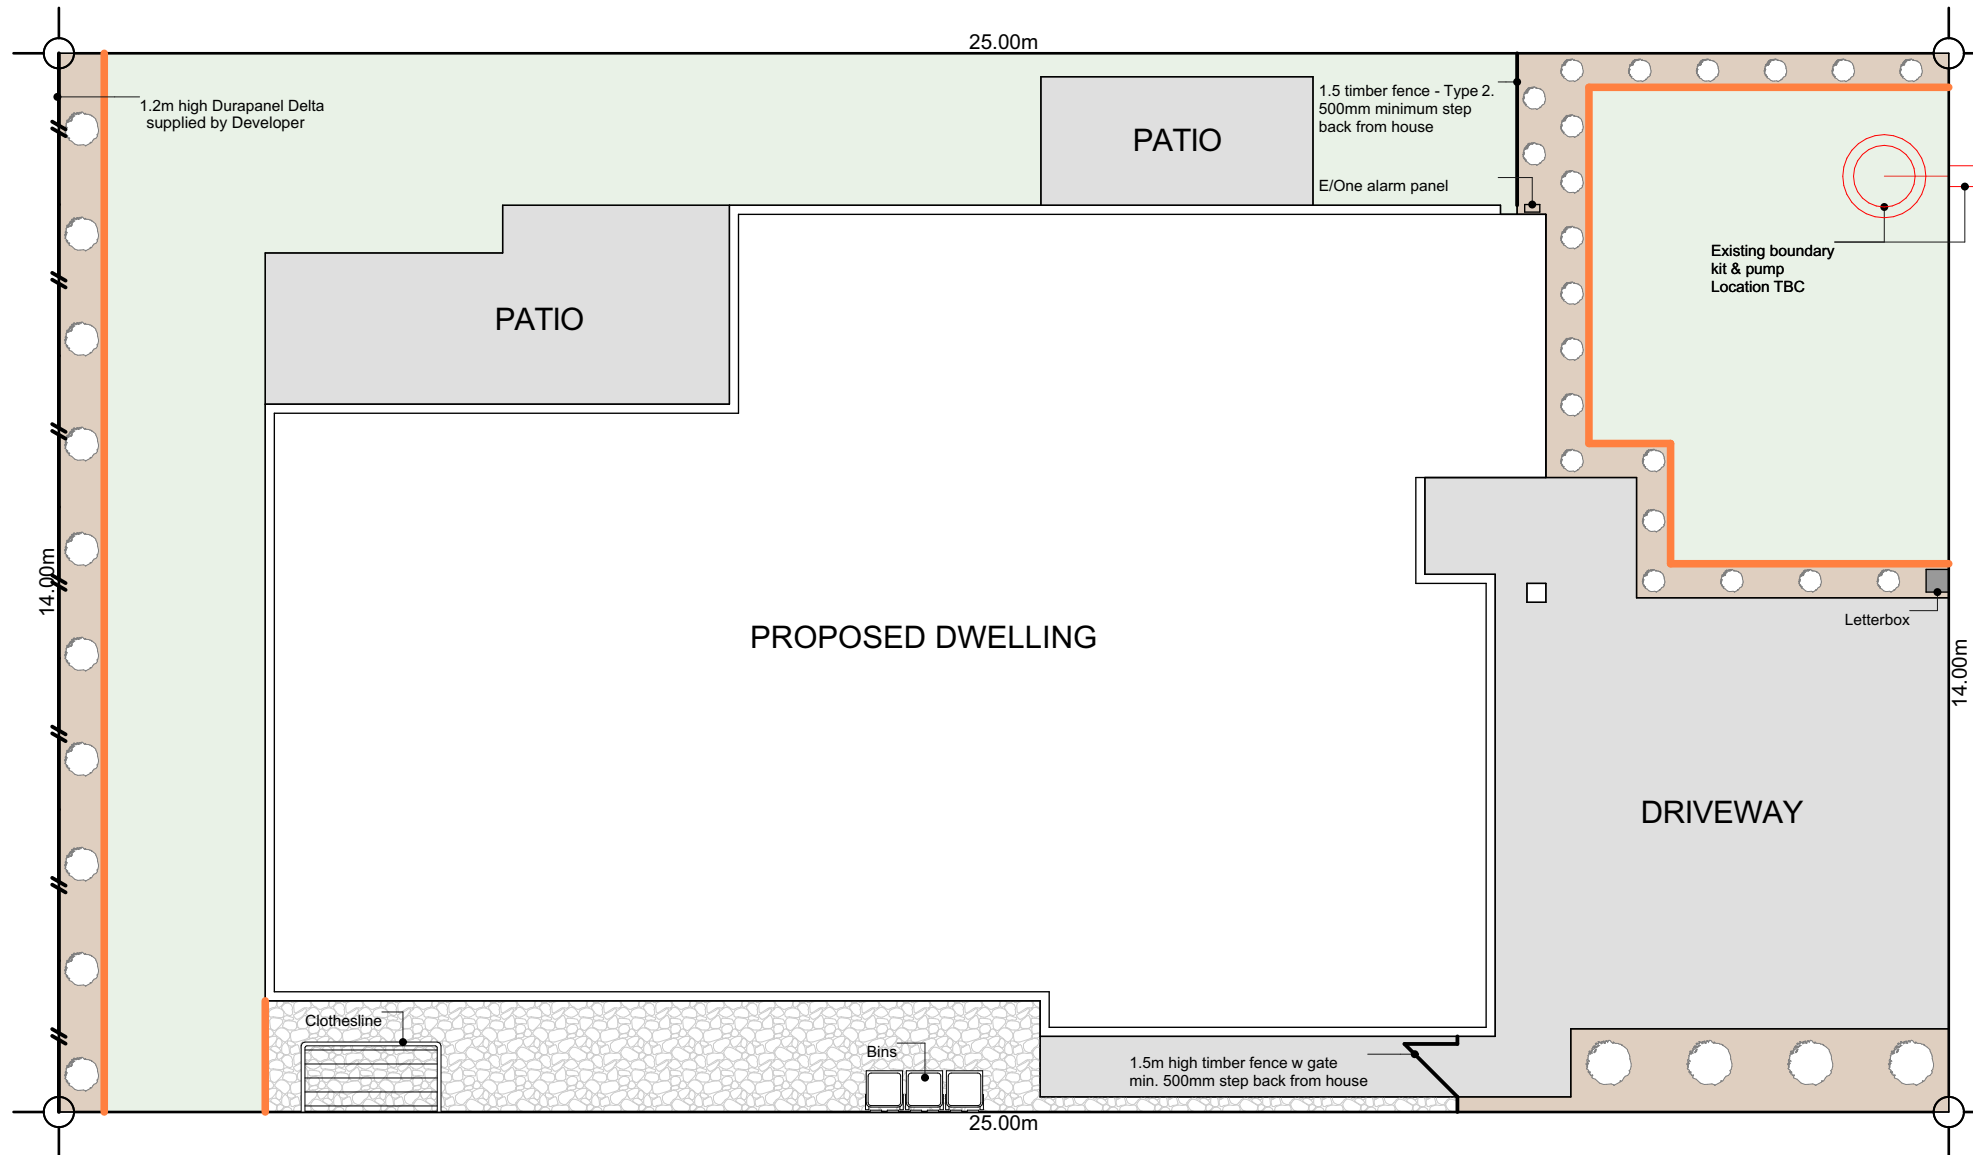 25.00m
1.2m high Durapanel Delta
supplied by Developer
1.5 timber fence - Type 2.
500mm minimum step
back from house
PATIO
E/One alarm panel
Existing boundary
kit & pump
Location TBC
PATIO
14.00m
PROPOSED DWELLING
Letterbox
14.00m
DRIVEWAY
Clothesline
Bins
1.5m high timber fence w gate
min. 500mm step back from house
25.00m